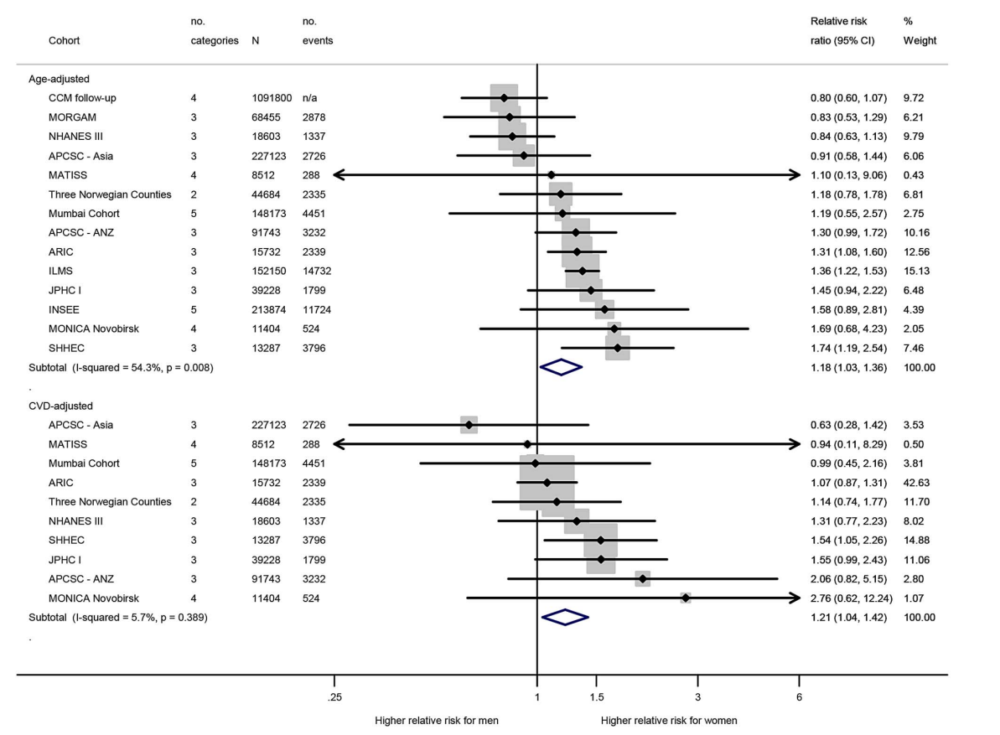 no. no. Relative risk %
Cohort categories N events ratio (95% CI) Weight
Age-adjusted
CCM follow-up 4 1091800 n/a 0.80 (0.60, 1.07) 9.72
MORGAM 3 68455 2878 0.83 (0.53, 1.29) 6.21
NHANES III 3 18603 1337 0.84 (0.63, 1.13) 9.79
APCSC - Asia 3 227123 2726 0.91 (0.58, 1.44) 6.06
MATISS 4 8512 288 1.10 (0.13, 9.06) 0.43
Three Norwegian Counties 2 44684 2335 1.18 (0.78, 1.78) 6.81
Mumbai Cohort 5 148173 4451 1.19 (0.55, 2.57) 2.75
APCSC - ANZ 3 91743 3232 1.30 (0.99, 1.72) 10.16
ARIC 3 15732 2339 1.31 (1.08, 1.60) 12.56
ILMS 3 152150 14732 1.36 (1.22, 1.53) 15.13
JPHC I 3 39228 1799 1.45 (0.94, 2.22) 6.48
INSEE 5 213874 11724 1.58 (0.89, 2.81) 4.39
MONICA Novobirsk 4 11404 524 1.69 (0.68, 4.23) 2.05
SHHEC 3 13287 3796 1.74 (1.19, 2.54) 7.46
Subtotal (I-squared = 54.3%, p = 0.008) 1.18 (1.03, 1.36) 100.00
.
CVD-adjusted
APCSC - Asia 3 227123 2726 0.63 (0.28, 1.42) 3.53
MATISS 4 8512 288 0.94 (0.11, 8.29) 0.50
Mumbai Cohort 5 148173 4451 0.99 (0.45, 2.16) 3.81
ARIC 3 15732 2339 1.07 (0.87, 1.31) 42.63
Three Norwegian Counties 2 44684 2335 1.14 (0.74, 1.77) 11.70
NHANES III 3 18603 1337 1.31 (0.77, 2.23) 8.02
SHHEC 3 13287 3796 1.54 (1.05, 2.26) 14.88
JPHC I 3 39228 1799 1.55 (0.99, 2.43) 11.06
APCSC - ANZ 3 91743 3232 2.06 (0.82, 5.15) 2.80
MONICA Novobirsk 4 11404 524 2.76 (0.62, 12.24) 1.07
Subtotal (I-squared = 5.7%, p = 0.389) 1.21 (1.04, 1.42) 100.00
.
.25 1 1.5 3 6
Higher relative risk for men Higher relative risk for women